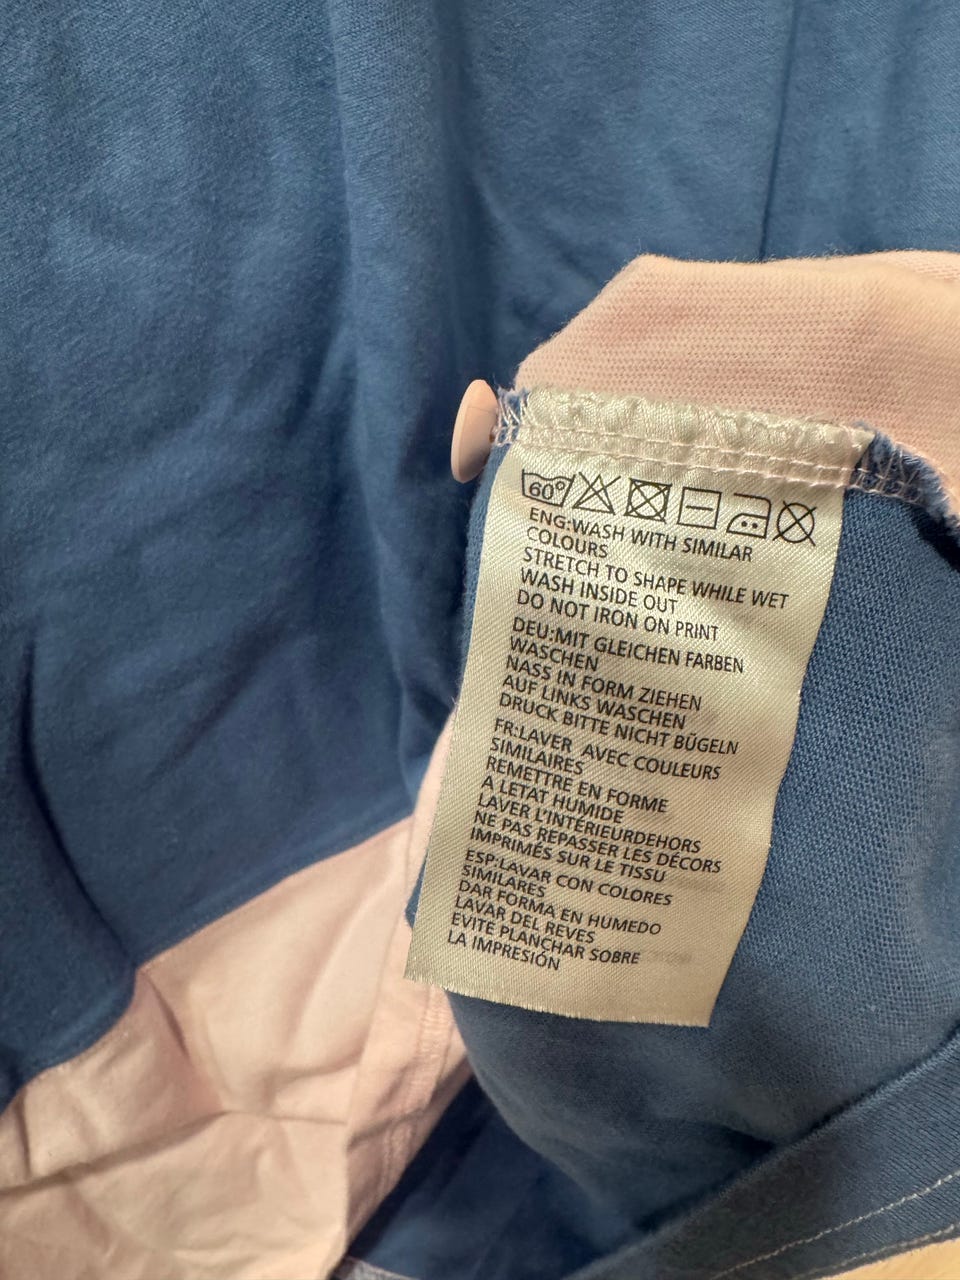 60°
ENG:WASH WITH SIMILAR
COLOURS
STRETCH TO SHAPE WHILE WET
WASH INSIDE OUT
DO NOT IRON ON PRINT
DEU:MIT GLEICHEN FARBEN
WASCHEN
NASS IN FORM ZIEHEN
AUF LINKS WASCHEN
DRUCK BITTE NICHT BÜGELN
FR:LAVER AVEC COULEURS
SIMILAIRES
REMETTRE EN FORME
A LETAT HUMIDE
LAVER L'INTÉRIEURDEHORS
NE PAS REPASSER LES DÉCORS
IMPRIMÉS SUR LE TISSU
ESP:LAVAR CON COLORES
SIMILARES
DAR FORMA EN HUMEDO
LAVAR DEL REVES
EVITE PLANCHAR SOBRE
LA IMPRESIÓN